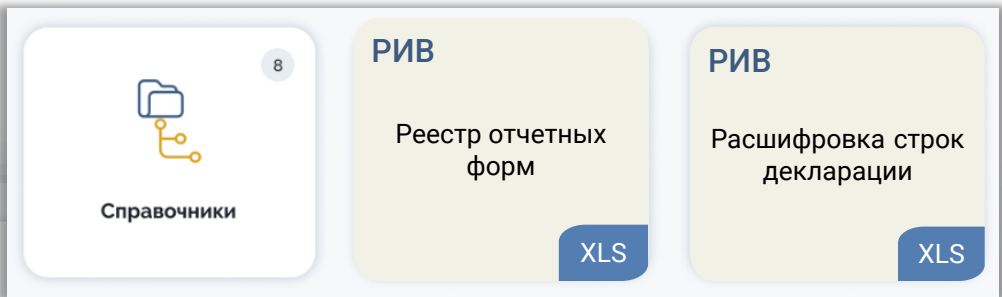 8
Справочники
РИВ
Реестр отчетных
форм
XLS
РИВ
Расшифровка строк
декларации
XLS